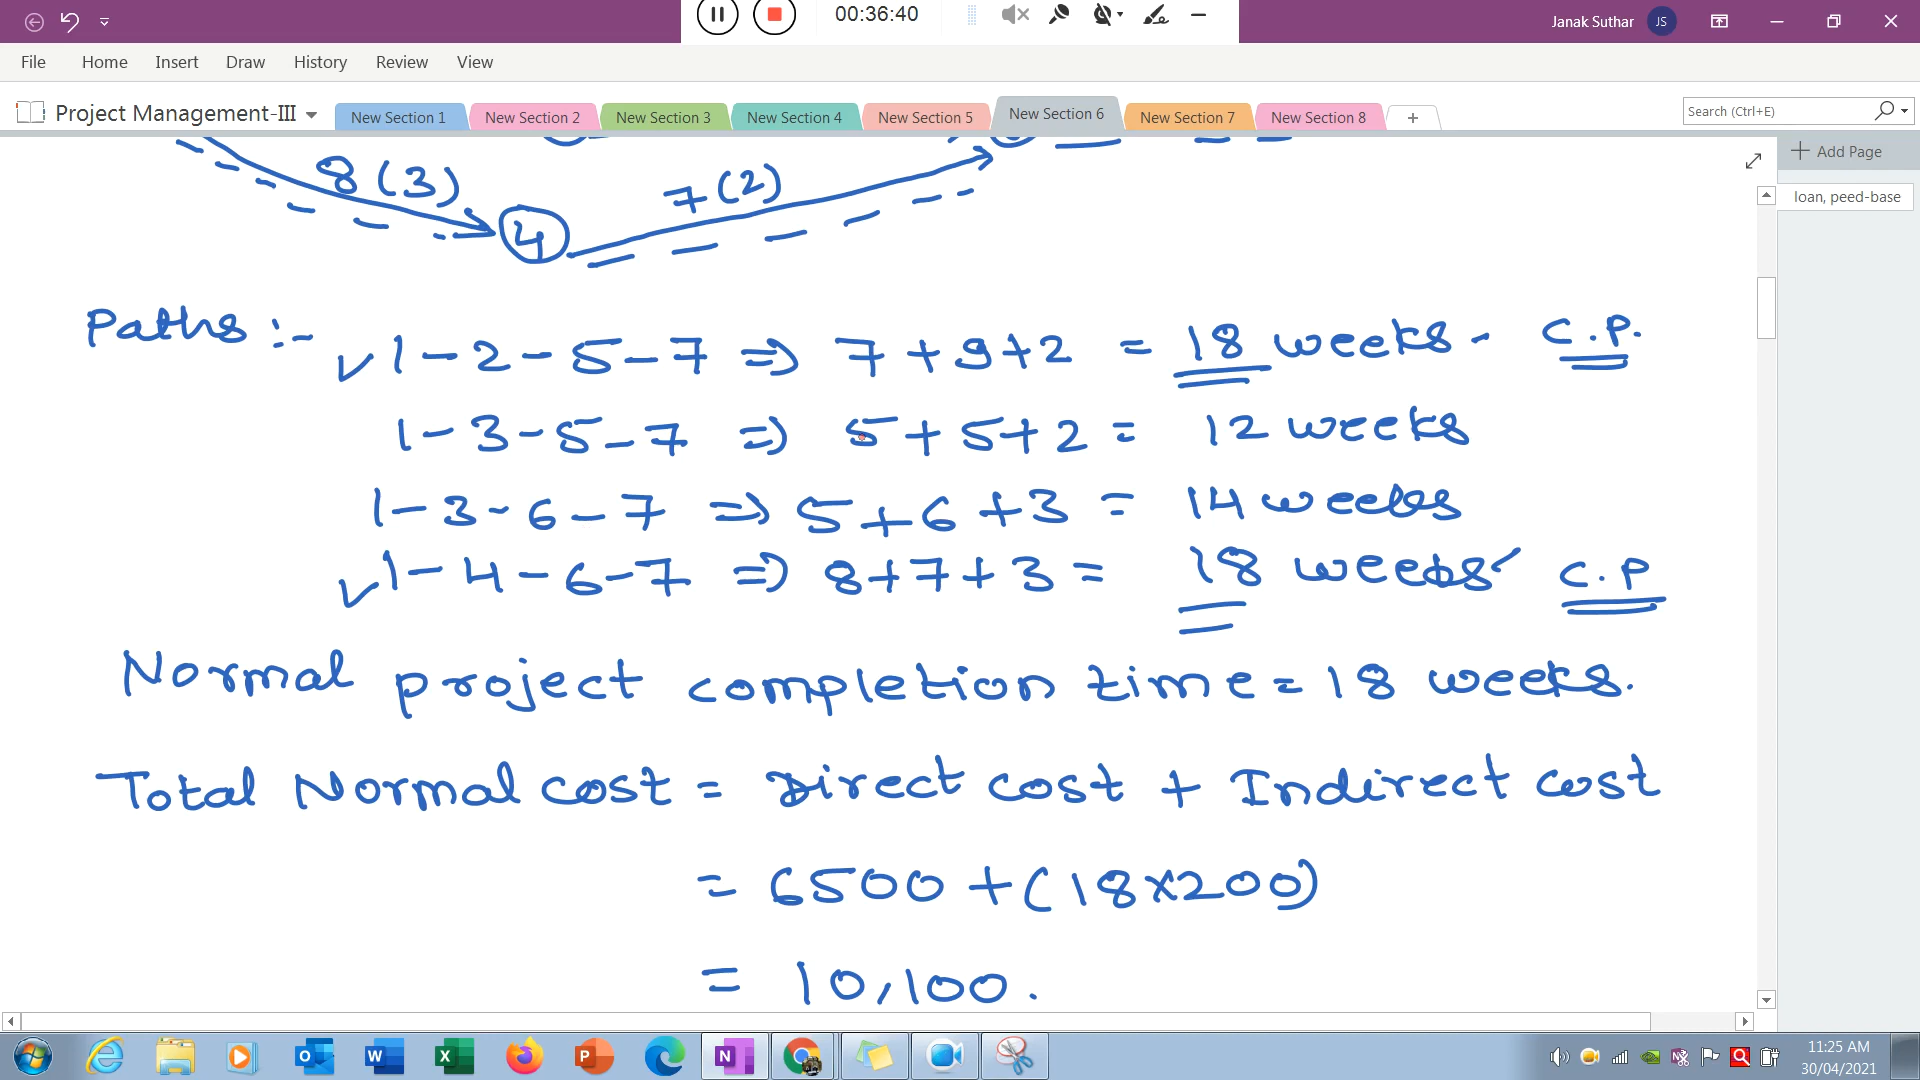 00:36:40
Janak Suthar JS
File Home Insert Draw History Review View
Project Management-III New Section 1 New Section 2 New Section 3 New Section 4 New Section 5 New Section 6 New Section 7 New Section 8 + Search (Ctrl+E)
Add Page
loan, peed-base
8 (3) 7 (2)
4
Paths :- ✓ 1 - 2 - 5 - 7 => 7 + 9 + 2 = 18 weeks - C.P.
1 - 3 - 5 - 7 => 5 + 5 + 2 = 12 weeks
1 - 3 - 6 - 7 => 5 + 6 + 3 = 14 weeks
✓ 1 - 4 - 6 - 7 => 8 + 7 + 3 = 18 weeks C.P
Normal project completion time = 18 weeks.
Total Normal cost = Direct cost + Indirect cost
= 6500 + (18x200)
= 10,100.
11:25 AM
30/04/2021